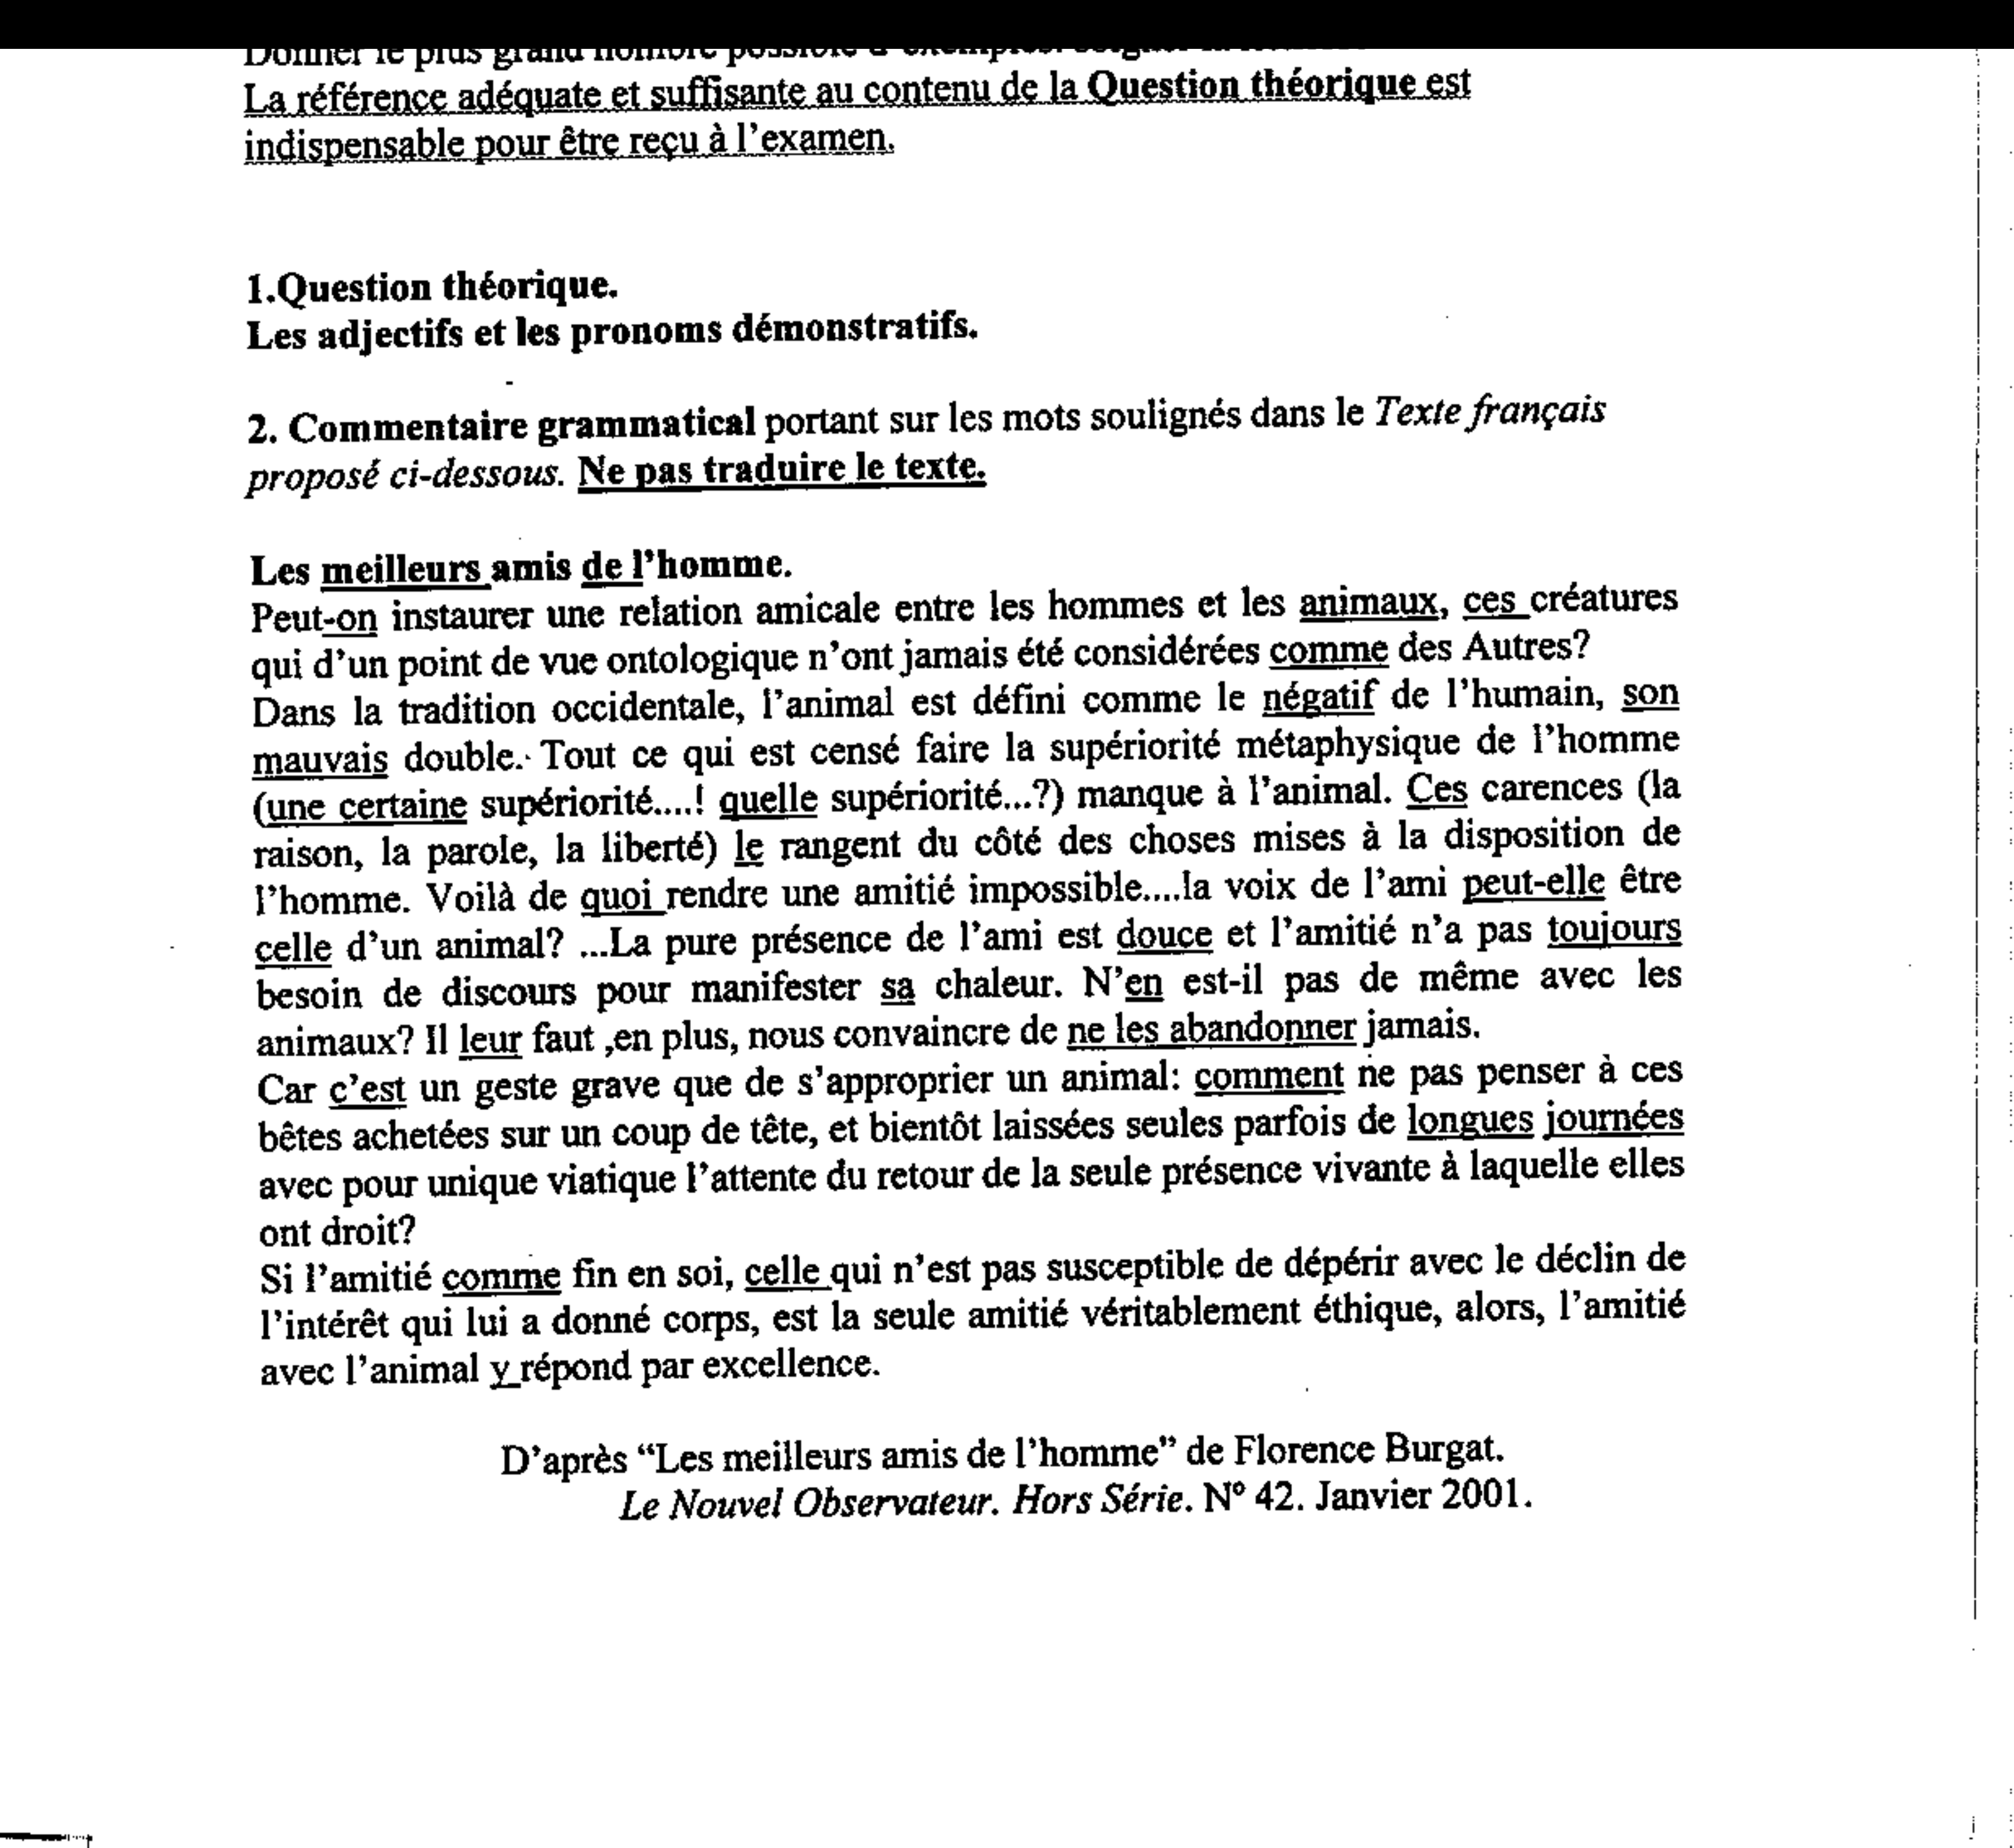 Donner le plus grand nombre possible d'exemples.
La référence adéquate et suffisante au contenu de la Question théorique est
indispensable pour être reçu à l'examen.
1.Question théorique.
Les adjectifs et les pronoms démonstratifs.
2. Commentaire grammatical portant sur les mots soulignés dans le Texte français
proposé ci-dessous. Ne pas traduire le texte.
Les meilleurs amis de l'homme.
Peut-on instaurer une relation amicale entre les hommes et les animaux, ces créatures
qui d'un point de vue ontologique n'ont jamais été considérées comme des Autres?
Dans la tradition occidentale, l'animal est défini comme le négatif de l'humain, son
mauvais double. Tout ce qui est censé faire la supériorité métaphysique de l'homme
(une certaine supériorité....! quelle supériorité...?) manque à l'animal. Ces carences (la
raison, la parole, la liberté) le rangent du côté des choses mises à la disposition de
l'homme. Voilà de quoi rendre une amitié impossible....la voix de l'ami peut-elle être
celle d'un animal? ...La pure présence de l'ami est douce et l'amitié n'a pas toujours
besoin de discours pour manifester sa chaleur. N'en est-il pas de même avec les
animaux? Il leur faut ,en plus, nous convaincre de ne les abandonner jamais.
Car c'est un geste grave que de s'approprier un animal: comment ne pas penser à ces
bêtes achetées sur un coup de tête, et bientôt laissées seules parfois de longues journées
avec pour unique viatique l'attente du retour de la seule présence vivante à laquelle elles
ont droit?
Si l'amitié comme fin en soi, celle qui n'est pas susceptible de dépérir avec le déclin de
l'intérêt qui lui a donné corps, est la seule amitié véritablement éthique, alors, l'amitié
avec l'animal y répond par excellence.
D'après “Les meilleurs amis de l'homme” de Florence Burgat.
Le Nouvel Observateur. Hors Série. Nº 42. Janvier 2001.